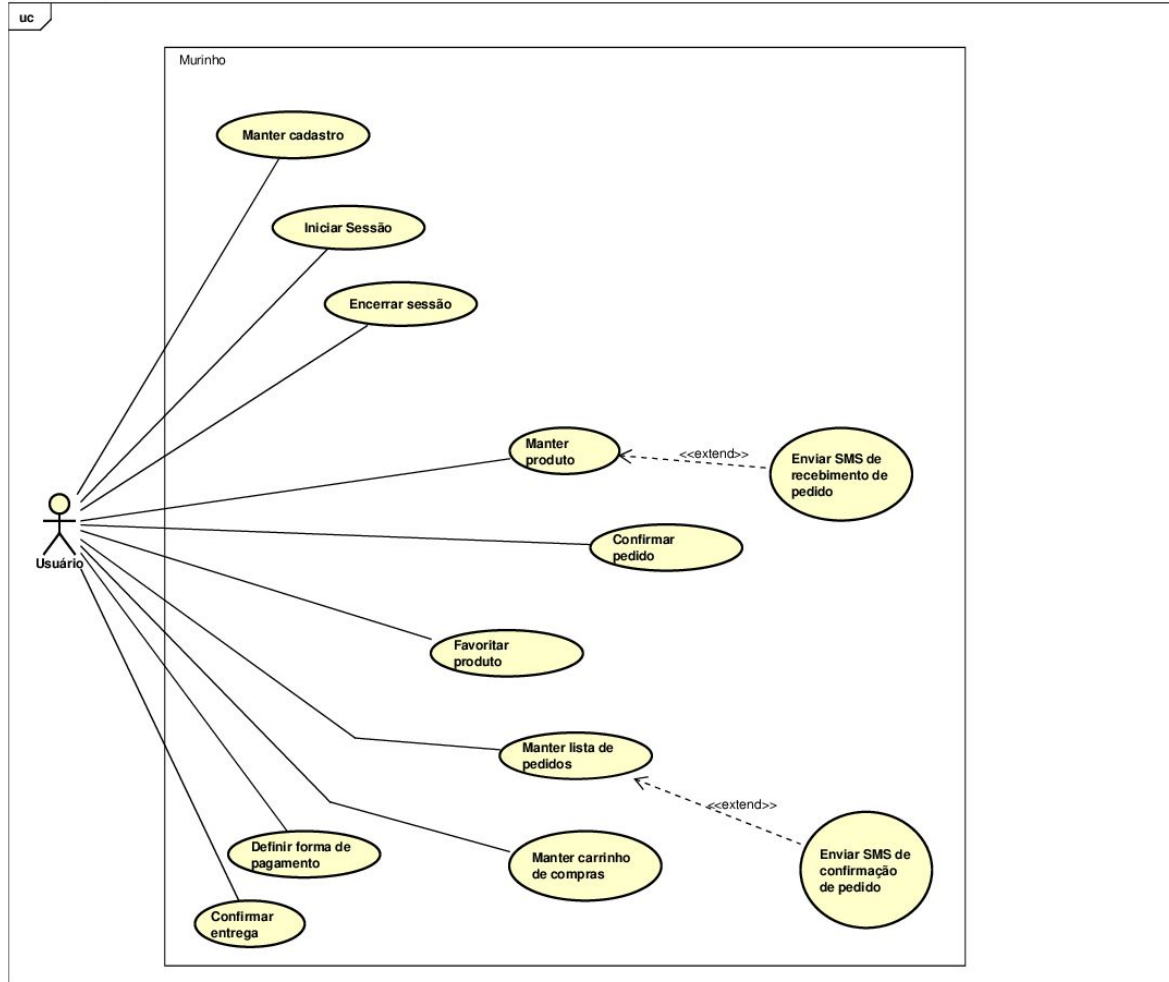 uc
Murinho
Manter cadastro
Iniciar Sessão
Encerrar sessão
Manter
produto
<<extend>>
Enviar SMS de
recebimento de
pedido
Confirmar
pedido
Usuário
Favoritar
produto
Manter lista de
pedidos
<<extend>>
Definir forma de
pagamento
Manter carrinho
de compras
Enviar SMS de
confirmação
de pedido
Confirmar
entrega